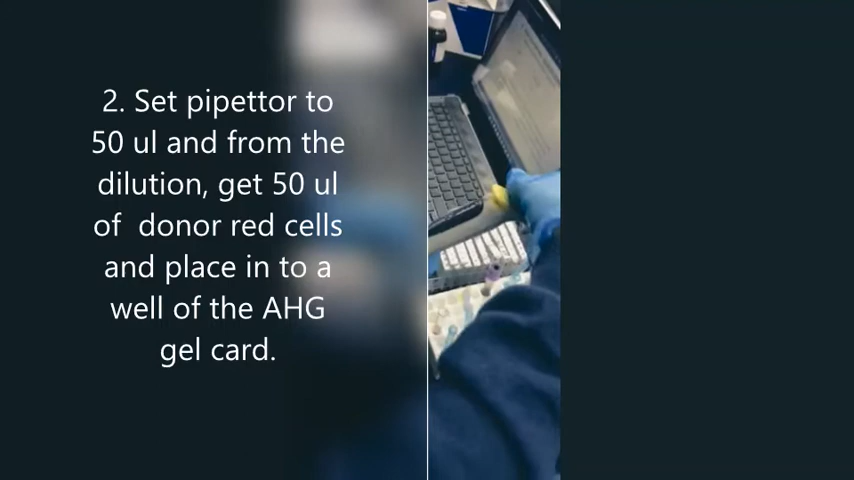 2. Set pipettor to
50 ul and from the
dilution, get 50 ul
of  donor red cells
and place in to a
well of the AHG
gel card.